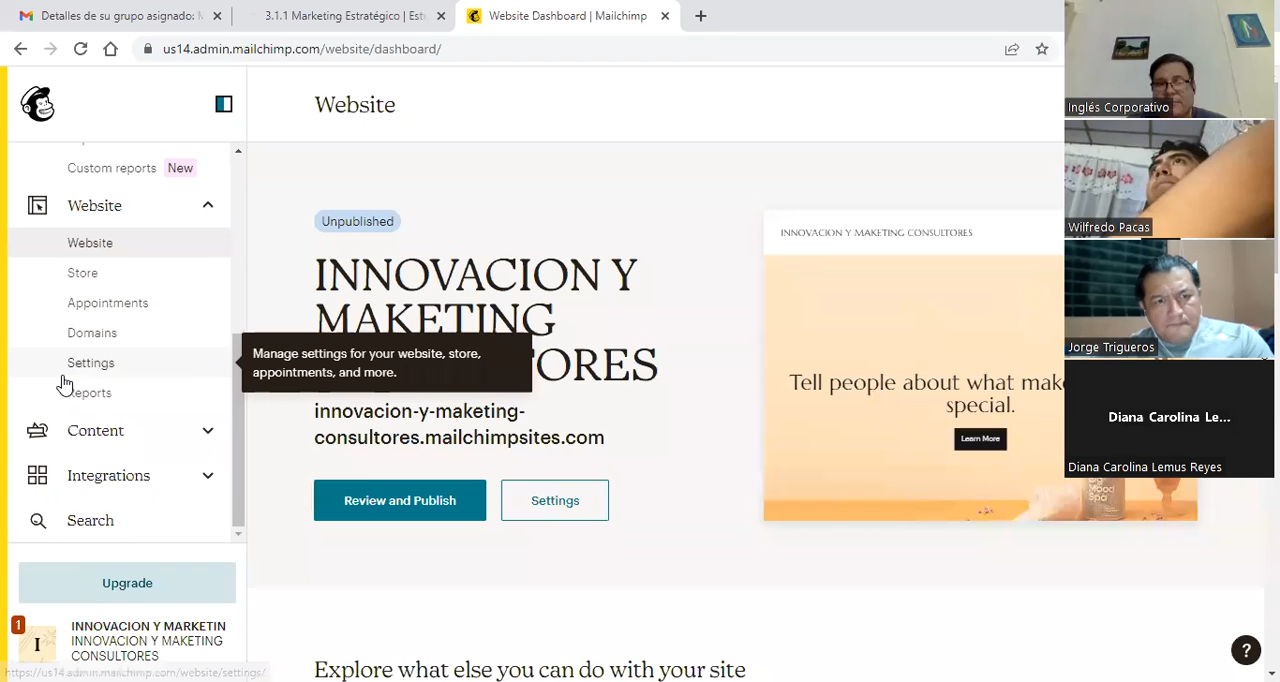 Detalles de su grupo asignado:
3.1.1 Marketing Estratégico | Est
Website Dashboard | Mailchimp
us14.admin.mailchimp.com/website/dashboard/
Website
Custom reports New
Website
Website
Store
Appointments
Domains
Settings
Reports
Content
Integrations
Search
Upgrade
1
I
INNOVACION Y MARKETIN
INNOVACION Y MAKETING
CONSULTORES
https://us14.admin.mailchimp.com/website/settings/
Manage settings for your website, store,
appointments, and more.
Unpublished
INNOVACION Y
MAKETING
ORES
innovacion-y-maketing-
consultores.mailchimpsites.com
Review and Publish
Settings
INNOVACION Y MAKETING CONSULTORES
Tell people about what mak
special.
Learn More
Explore what else you can do with your site
?
Inglés Corporativo
Wilfredo Pacas
Jorge Trigueros
Diana Carolina Le...
Diana Carolina Lemus Reyes